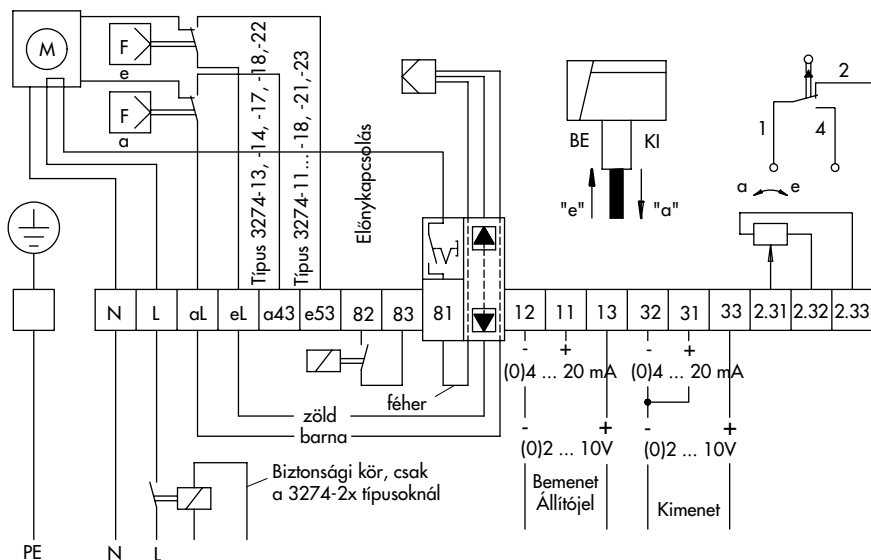 M
F
e
F
a
Típus 3274-13, -14, -17, -18,-22
Típus 3274-11... -18, -21, -23
Előnykapcsolás
BE KI
"e" "a"
2
1 4
a e
N L aL eL a43 e53 82 83 81 12 11 13 32 31 33 2.31 2.32 2.33
- + - +
(0)4 ... 20 mA (0)4 ... 20 mA
féher
zöld
barna
- + - +
(0)2 ... 10V (0)2 ... 10V
Biztonsági kör, csak
a 3274-2x típusoknál
Bemenet
Állítójel
Kimenet
PE N L